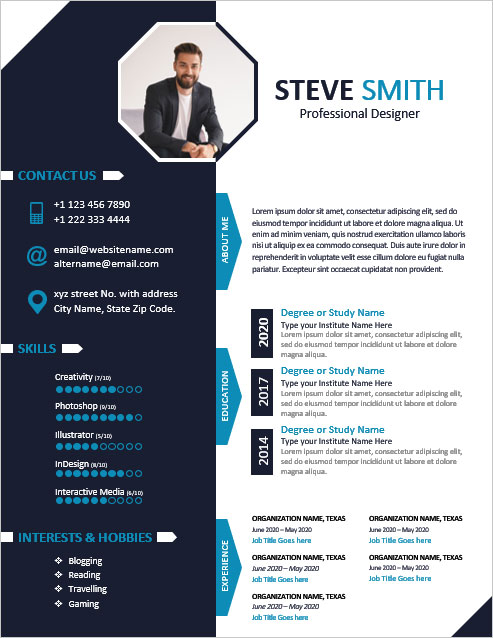 STEVE SMITH
Professional Designer
CONTACT US
+1 123 456 7890
+1 222 333 4444
email@websitename.com
altername@email.com
xyz street No. with address
City Name, State Zip Code.
SKILLS
Creativity (7/10)
Photoshop (9/10)
Illustrator (5/10)
InDesign (8/10)
Interactive Media (6/10)
INTERESTS & HOBBIES
❖ Blogging
❖ Reading
❖ Travelling
❖ Gaming
ABOUT ME
Lorem ipsum dolor sit amet, consectetur adipiscing elit, sed do
eiusmod tempor incididunt ut labore et dolore magna aliqua. Ut
enim ad minim veniam, quis nostrud exercitation ullamco laboris
nisi ut aliquip ex ea commodo consequat. Duis aute irure dolor in
reprehenderit in voluptate velit esse cillum dolore eu fugiat nulla
pariatur. Excepteur sint occaecat cupidatat non proident.
EDUCATION
2020
Degree or Study Name
Type your Institute Name Here
Lorem ipsum dolor sit amet, consectetur adipiscing elit,
sed do eiusmod tempor incididunt ut labore et dolore
magna aliqua.
2017
Degree or Study Name
Type your Institute Name Here
Lorem ipsum dolor sit amet, consectetur adipiscing elit,
sed do eiusmod tempor incididunt ut labore et dolore
magna aliqua.
2014
Degree or Study Name
Type your Institute Name Here
Lorem ipsum dolor sit amet, consectetur adipiscing elit,
sed do eiusmod tempor incididunt ut labore et dolore
magna aliqua.
EXPERIENCE
ORGANIZATION NAME, TEXAS
June 2020 – May 2020
Job Title Goes here
ORGANIZATION NAME, TEXAS
June 2020 – May 2020
Job Title Goes here
ORGANIZATION NAME, TEXAS
June 2020 – May 2020
Job Title Goes here
ORGANIZATION NAME, TEXAS
June 2020 – May 2020
Job Title Goes here
ORGANIZATION NAME, TEXAS
June 2020 – May 2020
Job Title Goes here